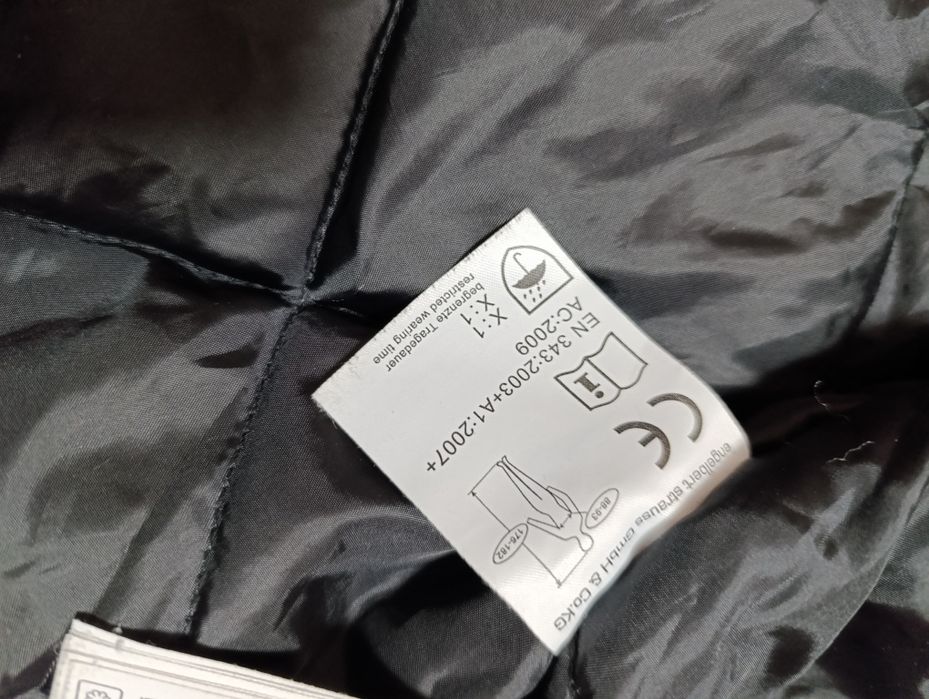 engelbert strauss GmbH & Co.KG
CE
88-93
176-182
i
EN 343:2003+A1:2007+
AC:2009
X:1
X:1
begrenzte Tragedauer
restricted wearing time